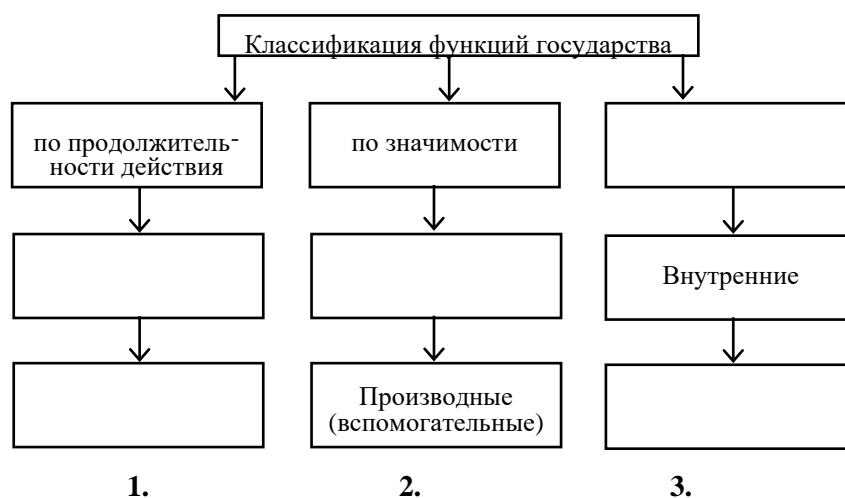 Классификация функций государства
по продолжитель-
ности действия
по значимости
Внутренние
Производные
(вспомогательные)
1.
2.
3.